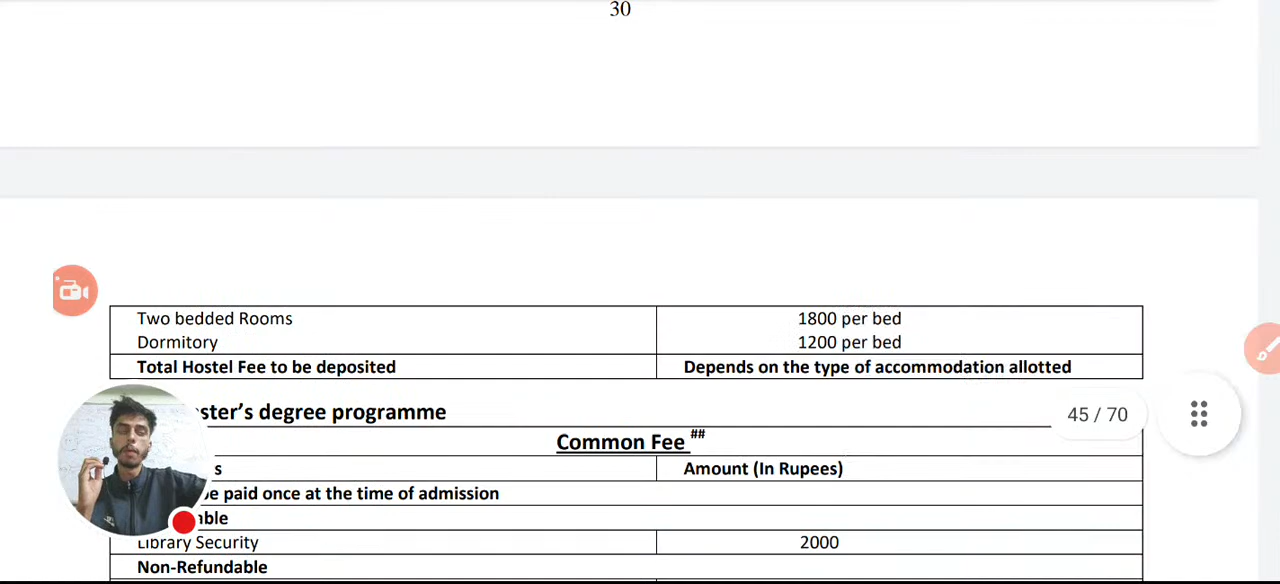 30
Two bedded Rooms 1800 per bed
Dormitory 1200 per bed
Total Hostel Fee to be deposited Depends on the type of accommodation allotted
ster's degree programme
45 / 70
Common Fee ##
s Amount (In Rupees)
be paid once at the time of admission
able
Library Security 2000
Non-Refundable